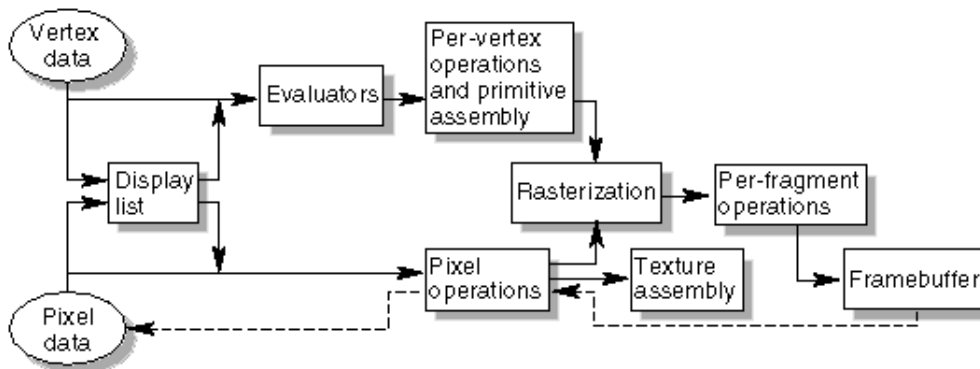 Vertex
data
Evaluators
Per-vertex
operations
and primitive
assembly
Display
list
Rasterization
Per-fragment
operations
Pixel
operations
Texture
assembly
Framebuffer
Pixel
data